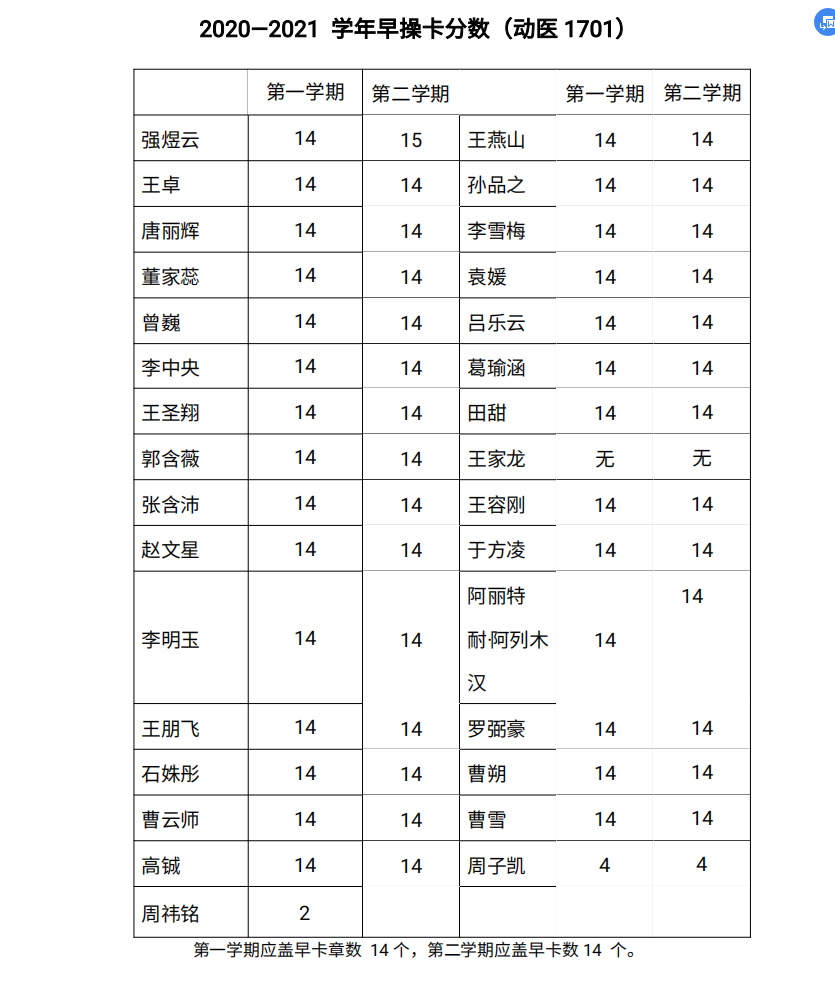 2020—2021 学年早操卡分数（动医 1701）
第一学期 第二学期 第一学期 第二学期
强煜云 14 15 王燕山 14 14
王卓 14 14 孙品之 14 14
唐丽辉 14 14 李雪梅 14 14
董家蕊 14 14 袁媛 14 14
曾巍 14 14 吕乐云 14 14
李中央 14 14 葛瑜涵 14 14
王圣翔 14 14 田甜 14 14
郭含薇 14 14 王家龙 无 无
张含沛 14 14 王容刚 14 14
赵文星 14 14 于方凌 14 14
李明玉 14 14 阿丽特 14 14
耐·阿列木
汉
王朋飞 14 14 罗弼豪 14 14
石姝彤 14 14 曹朔 14 14
曹云师 14 14 曹雪 14 14
高铖 14 14 周子凯 4 4
周祎铭 2
第一学期应盖早卡章数 14 个，第二学期应盖早卡数 14 个。